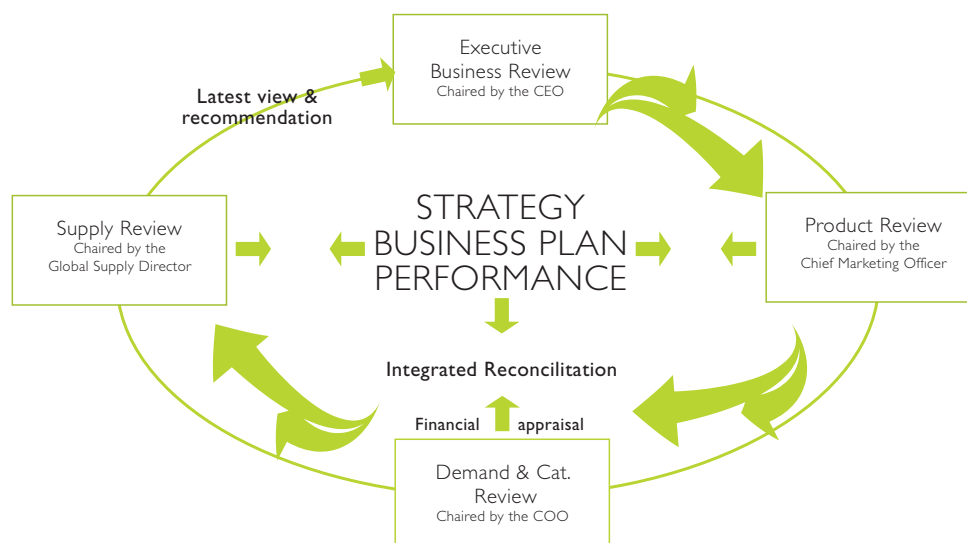 Executive
Business Review
Chaired by the CEO
Latest view &
recommendation
Supply Review
Chaired by the
Global Supply Director
STRATEGY
BUSINESS PLAN
PERFORMANCE
Product Review
Chaired by the
Chief Marketing Officer
Integrated Reconcilitation
Financial appraisal
Demand & Cat.
Review
Chaired by the COO